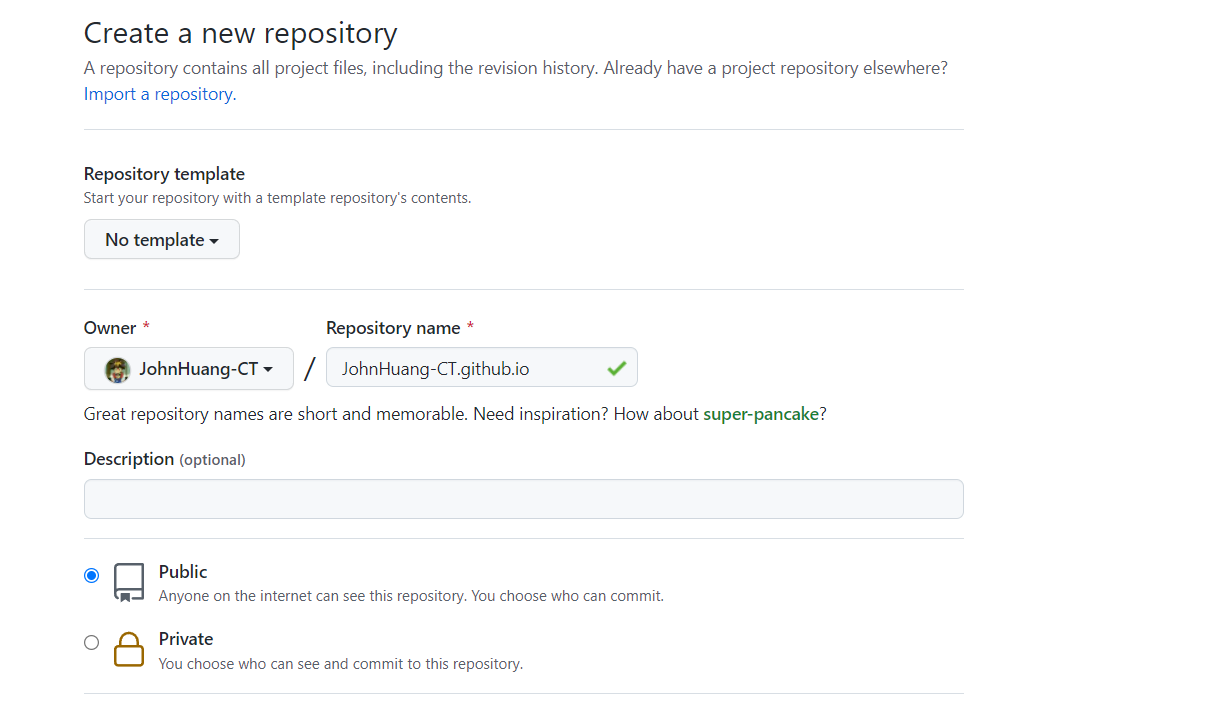 Create a new repository
A repository contains all project files, including the revision history. Already have a project repository elsewhere?
Import a repository.
Repository template
Start your repository with a template repository's contents.
No template
Owner *
Repository name *
JohnHuang-CT
/
JohnHuang-CT.github.io
Great repository names are short and memorable. Need inspiration? How about super-pancake?
Description (optional)
Public
Anyone on the internet can see this repository. You choose who can commit.
Private
You choose who can see and commit to this repository.